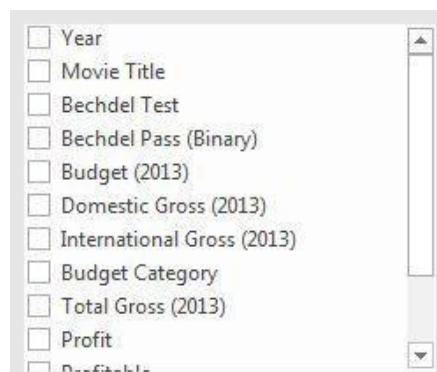 Year
Movie Title
Bechdel Test
Bechdel Pass (Binary)
Budget (2013)
Domestic Gross (2013)
International Gross (2013)
Budget Category
Total Gross (2013)
Profit
Profitable